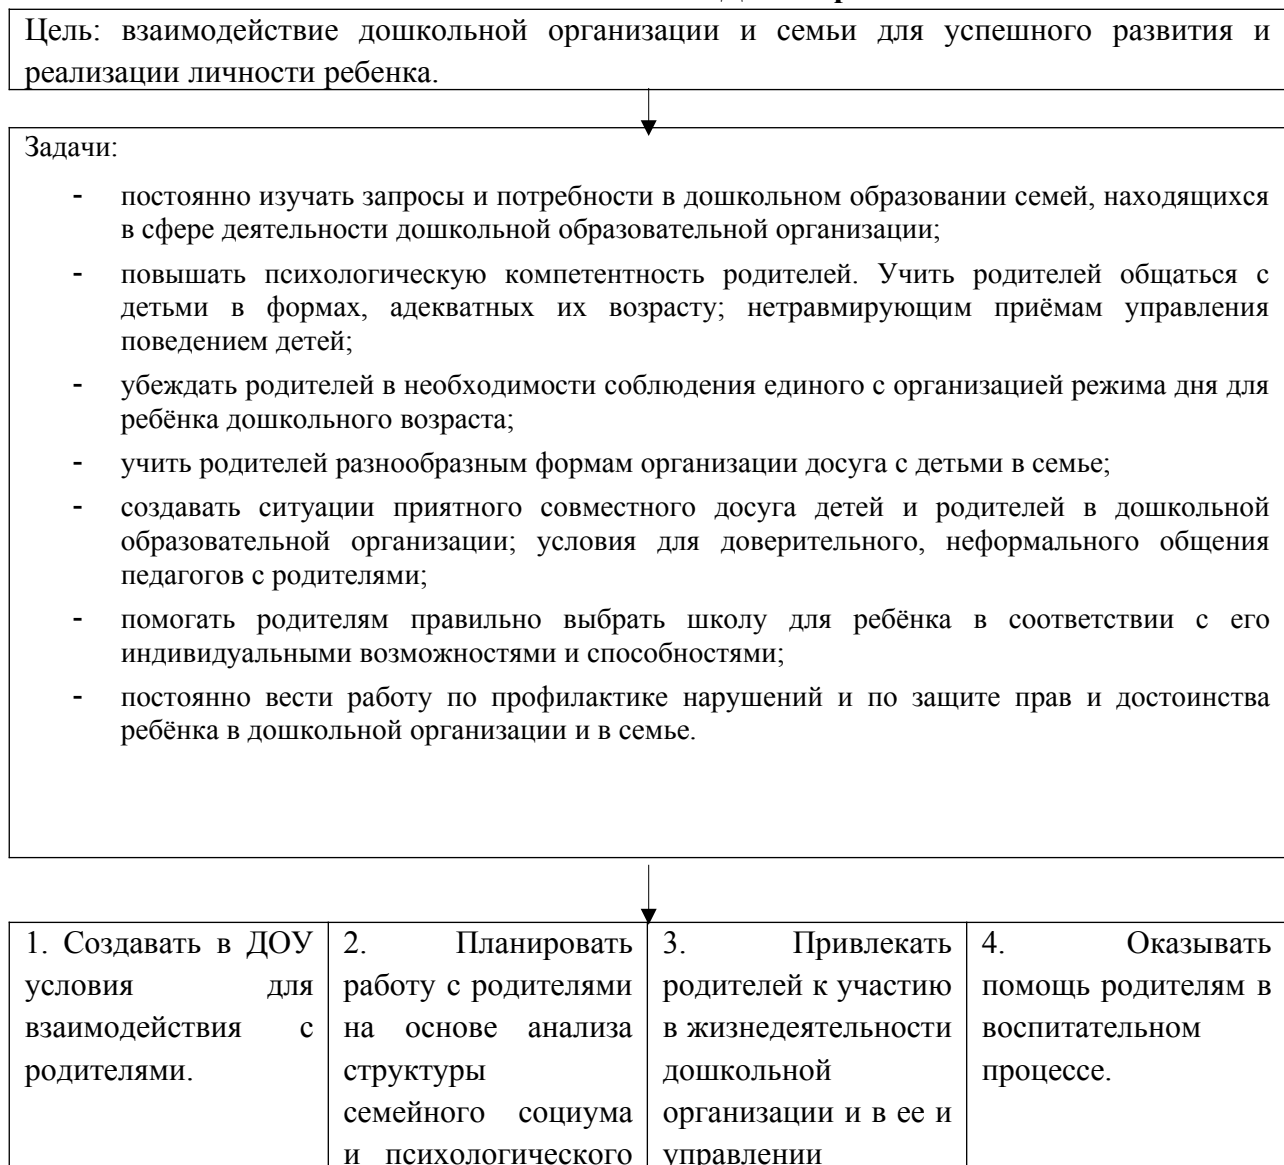 Цель: взаимодействие дошкольной организации и семьи для успешного развития и
реализации личности ребенка.
Задачи:
- постоянно изучать запросы и потребности в дошкольном образовании семей, находящихся
в сфере деятельности дошкольной образовательной организации;
- повышать психологическую компетентность родителей. Учить родителей общаться с
детьми в формах, адекватных их возрасту; нетравмирующим приёмам управления
поведением детей;
- убеждать родителей в необходимости соблюдения единого с организацией режима дня для
ребёнка дошкольного возраста;
- учить родителей разнообразным формам организации досуга с детьми в семье;
- создавать ситуации приятного совместного досуга детей и родителей в дошкольной
образовательной организации; условия для доверительного, неформального общения
педагогов с родителями;
- помогать родителям правильно выбрать школу для ребёнка в соответствии с его
индивидуальными возможностями и способностями;
- постоянно вести работу по профилактике нарушений и по защите прав и достоинства
ребёнка в дошкольной организации и в семье.
1. Создавать в ДОУ
условия для
взаимодействия с
родителями.
2. Планировать
работу с родителями
на основе анализа
структуры
семейного социума
и психологического
3. Привлекать
родителей к участию
в жизнедеятельности
дошкольной
организации и в ее и
управлении
4. Оказывать
помощь родителям в
воспитательном
процессе.